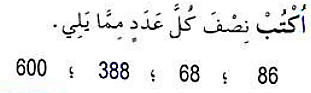 اُكْتُبْ نِصْفَ كُلَّ عَدَدٍ مِمَّا يَلِي.
86 ؛ 68 ؛ 388 ؛ 600